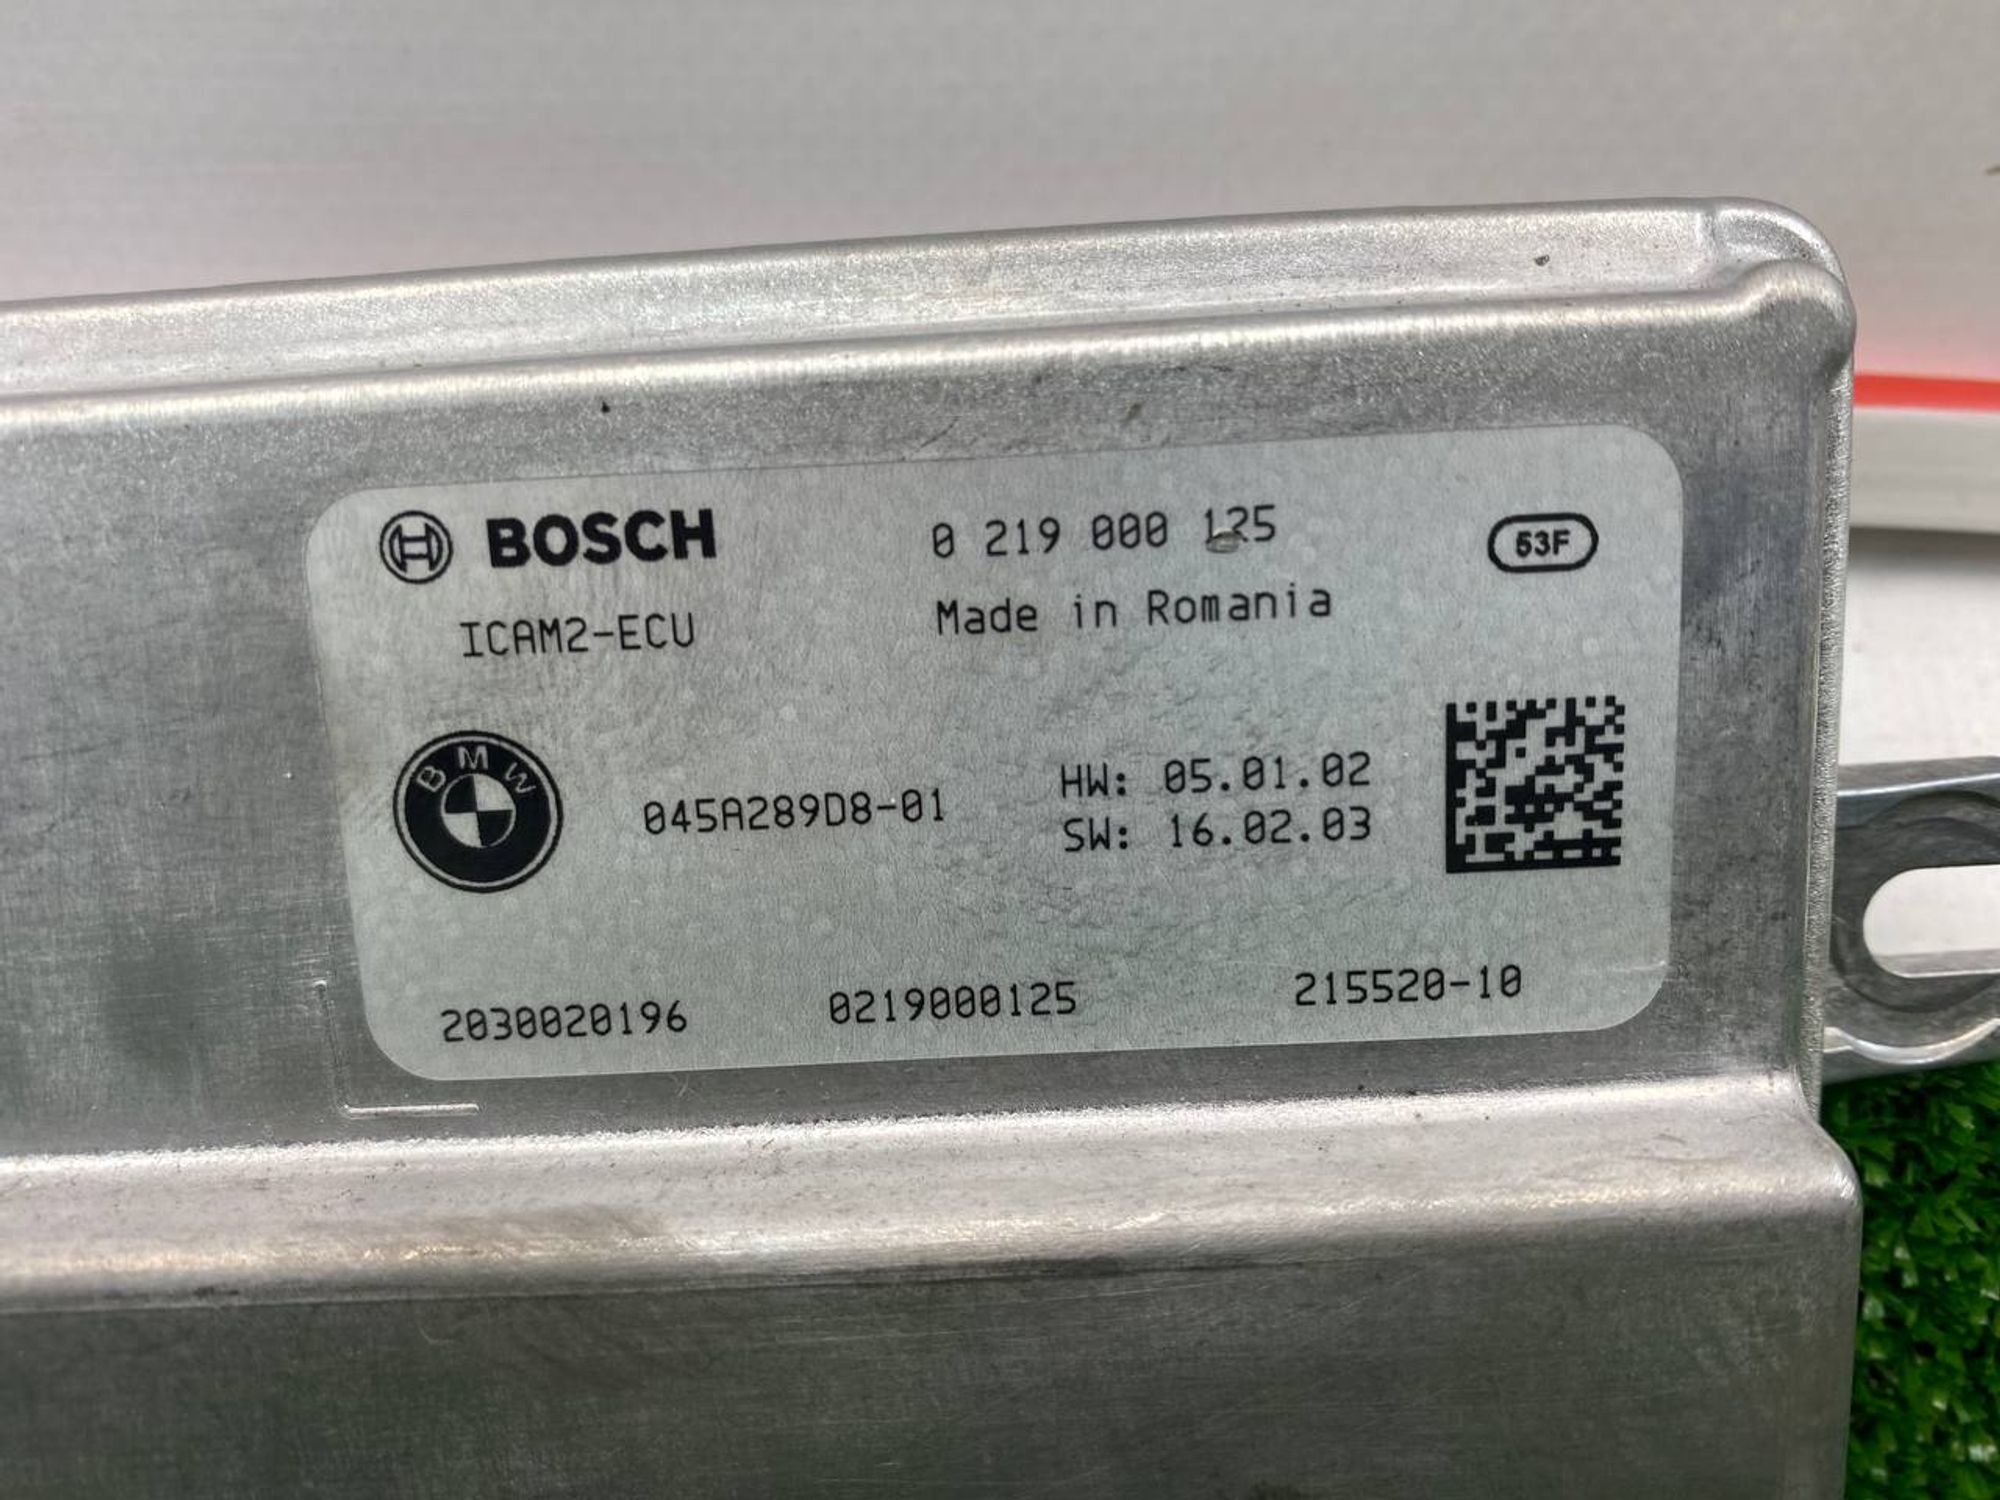 BOSCH 0 219 000 125 53F
ICAM2-ECU Made in Romania
BMW 045A289D8-01 HW: 05.01.02
SW: 16.02.03
2030020196 0219000125 215520-10